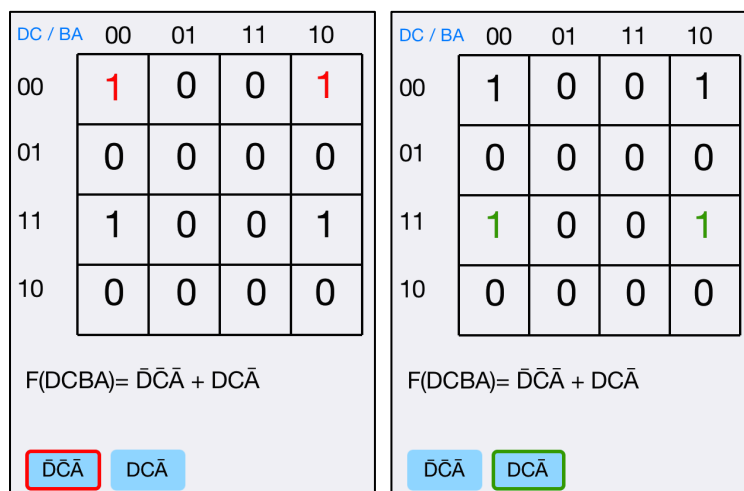 DC / BA 00 01 11 10
00 1 0 0 1
01 0 0 0 0
11 1 0 0 1
10 0 0 0 0
F(DCBA)= D̄C̄Ā + DCĀ
D̄C̄Ā DCĀ
DC / BA 00 01 11 10
00 1 0 0 1
01 0 0 0 0
11 1 0 0 1
10 0 0 0 0
F(DCBA)= D̄C̄Ā + DCĀ
D̄C̄Ā DCĀ